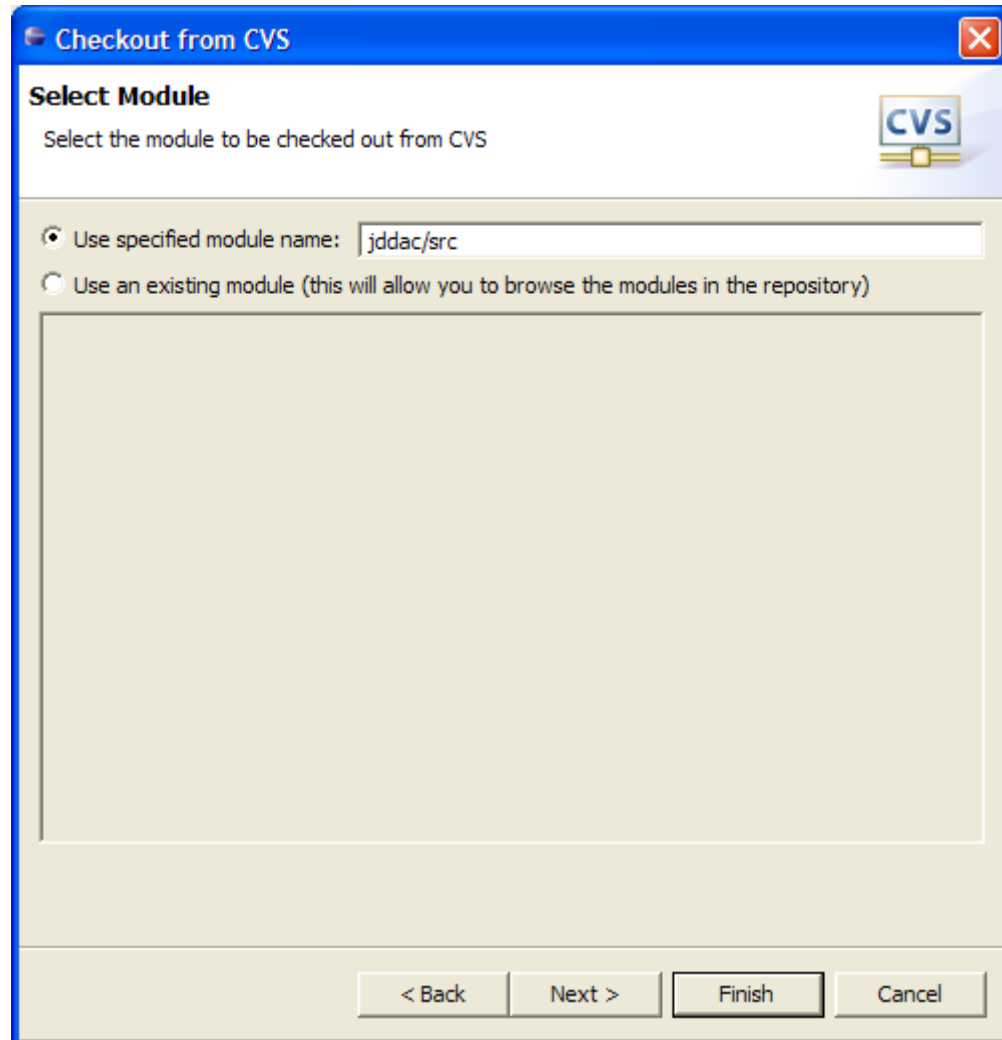 Checkout from CVS
Select Module
Select the module to be checked out from CVS
CVS
Use specified module name: jddac/src
Use an existing module (this will allow you to browse the modules in the repository)
< Back Next > Finish Cancel